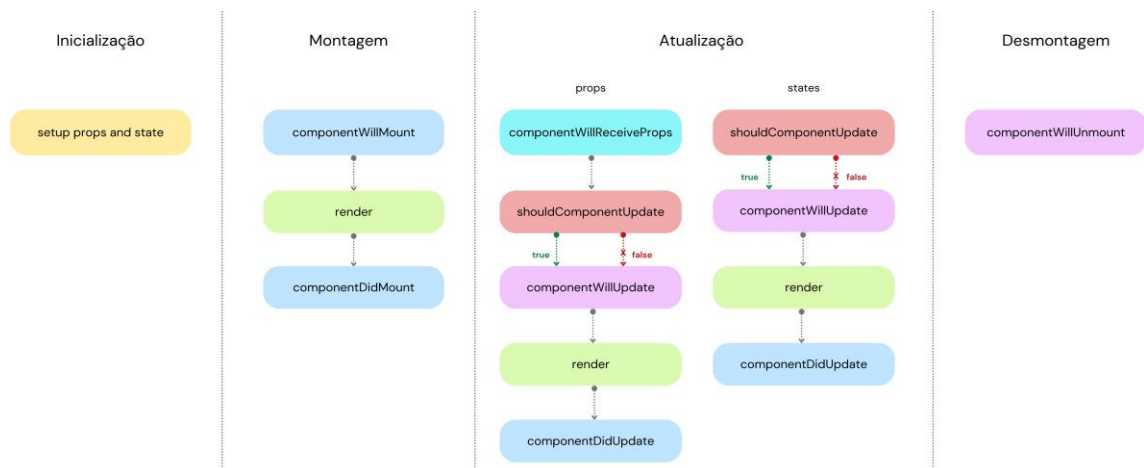 Inicialização
Montagem
Atualização
Desmontagem
props
states
setup props and state
componentWillMount
render
componentDidMount
componentWillReceiveProps
shouldComponentUpdate
true
X
false
componentWillUpdate
render
componentDidUpdate
shouldComponentUpdate
true
X
false
componentWillUpdate
render
componentDidUpdate
componentWillUnmount